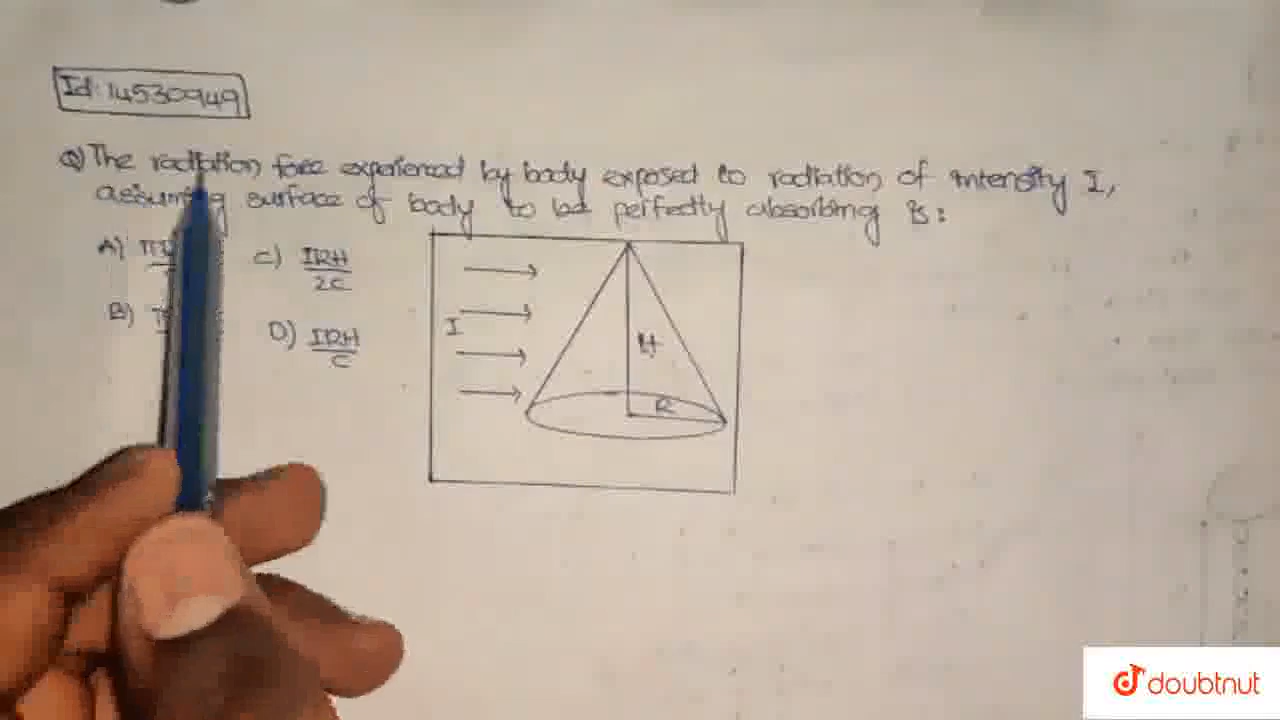 Id: 14530949
Q) The radiation force experienced by body exposed to radiation of intensity I,
assuming surface of body to be perfectly absorbing is:
A)
C) IRH/2C
B)
D) IRH/C
I
H
R
doubtnut